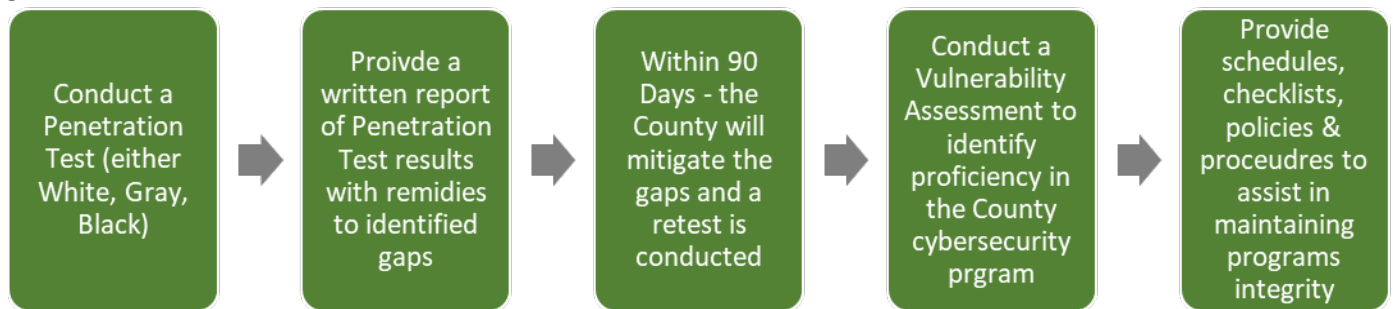 Conduct a
Penetration
Test (either
White, Gray,
Black)
Proivde a
written report
of Penetration
Test results
with remidies
to identified
gaps
Within 90
Days - the
County will
mitigate the
gaps and a
retest is
conducted
Conduct a
Vulnerability
Assessment to
identify
proficiency in
the County
cybersecurity
prgram
Provide
schedules,
checklists,
policies &
proceudres to
assist in
maintaining
programs
integrity